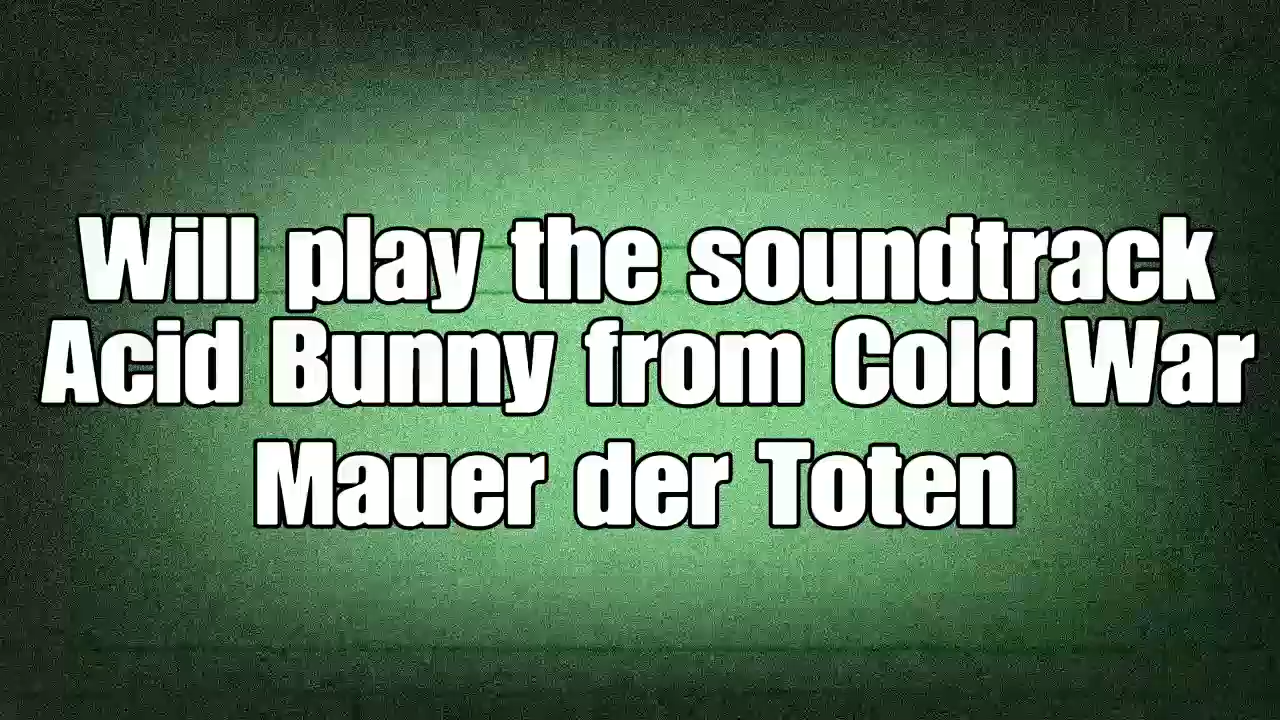 Will play the soundtrack
Acid Bunny from Cold War
Mauer der Toten